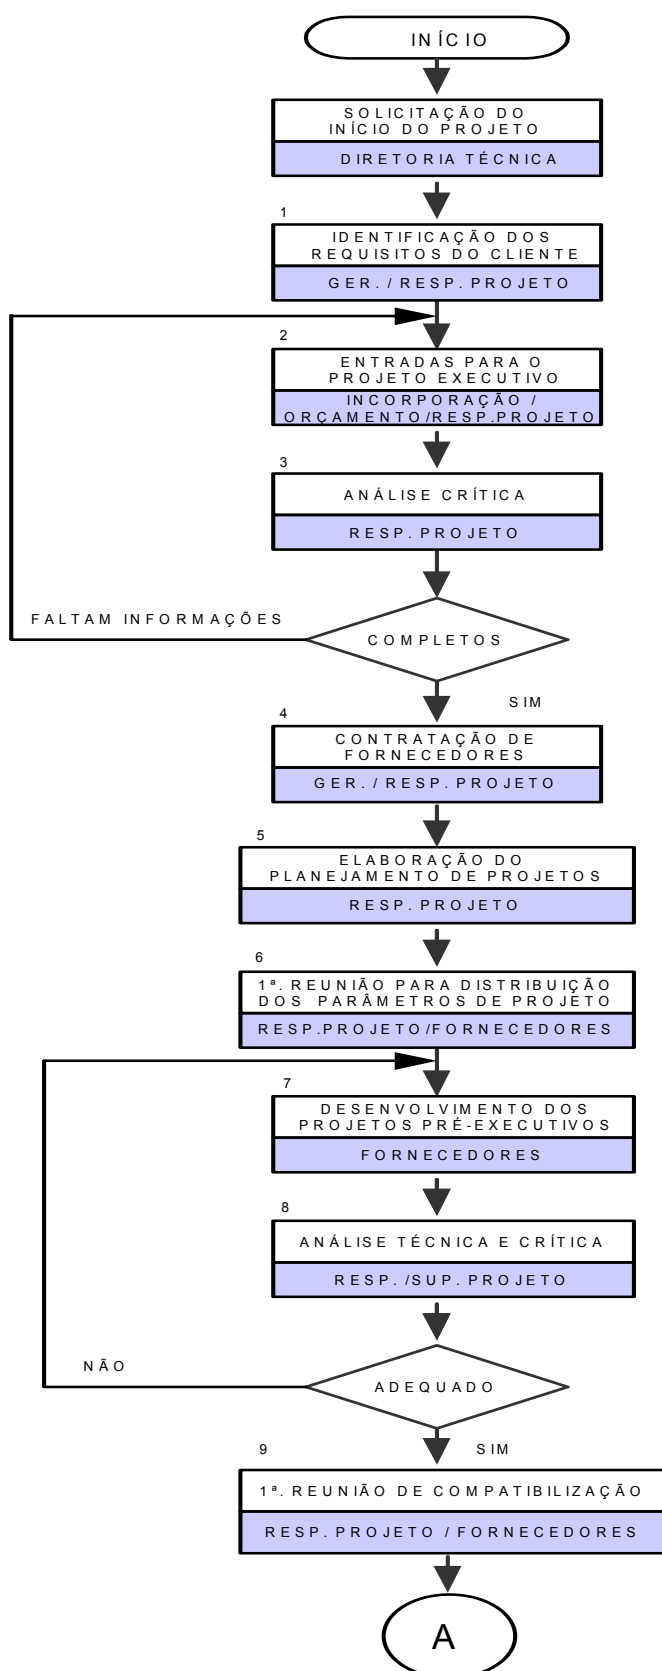 INÍCIO
SOLICITAÇÃO DO
INÍCIO DO PROJETO
DIRETORIA TÉCNICA
1
IDENTIFICAÇÃO DOS
REQUISITOS DO CLIENTE
GER. / RESP. PROJETO
2
ENTRADAS PARA O
PROJETO EXECUTIVO
INCORPORAÇÃO /
ORÇAMENTO/RESP.PROJETO
3
ANÁLISE CRÍTICA
RESP. PROJETO
FALTAM INFORMAÇÕES
COMPLETOS
SIM
4
CONTRATAÇÃO DE
FORNECEDORES
GER. / RESP. PROJETO
5
ELABORAÇÃO DO
PLANEJAMENTO DE PROJETOS
RESP. PROJETO
6
1ª. REUNIÃO PARA DISTRIBUIÇÃO
DOS PARÂMETROS DE PROJETO
RESP.PROJETO/FORNECEDORES
7
DESENVOLVIMENTO DOS
PROJETOS PRÉ-EXECUTIVOS
FORNECEDORES
8
ANÁLISE TÉCNICA E CRÍTICA
RESP. /SUP. PROJETO
NÃO
ADEQUADO
9
SIM
1ª. REUNIÃO DE COMPATIBILIZAÇÃO
RESP. PROJETO / FORNECEDORES
A